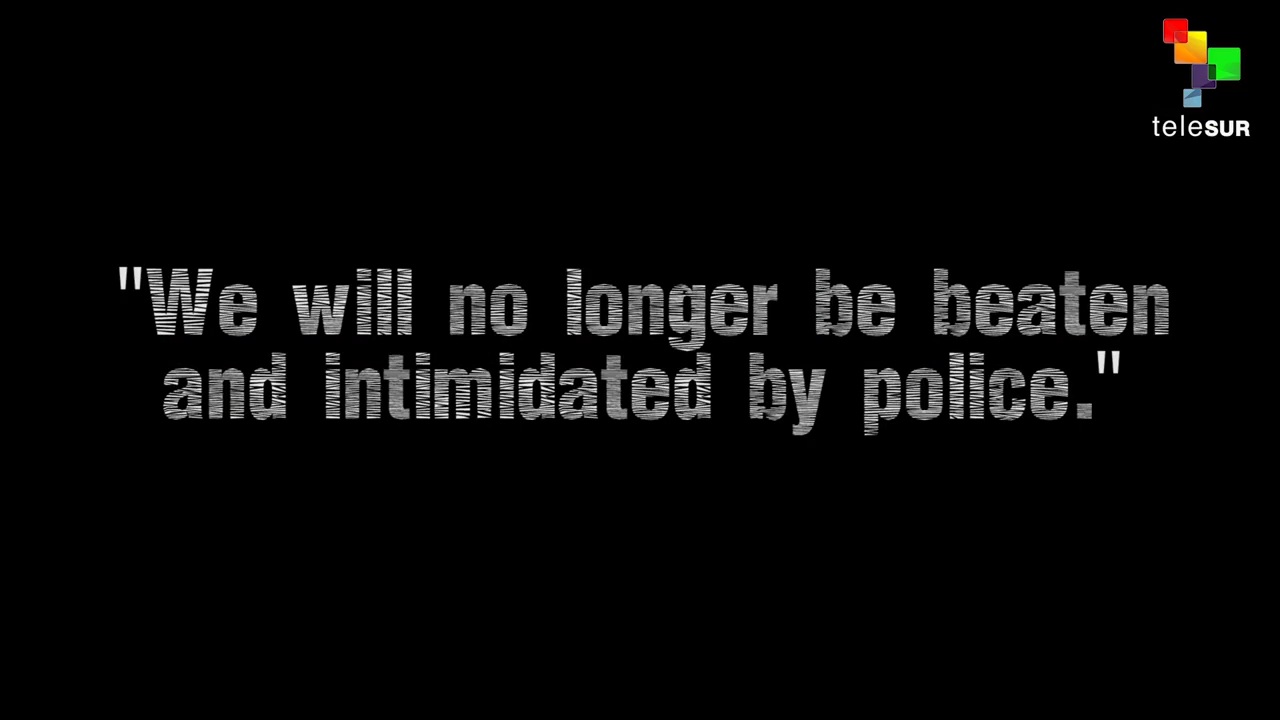 teleSUR
"We will no longer be beaten
and intimidated by police."